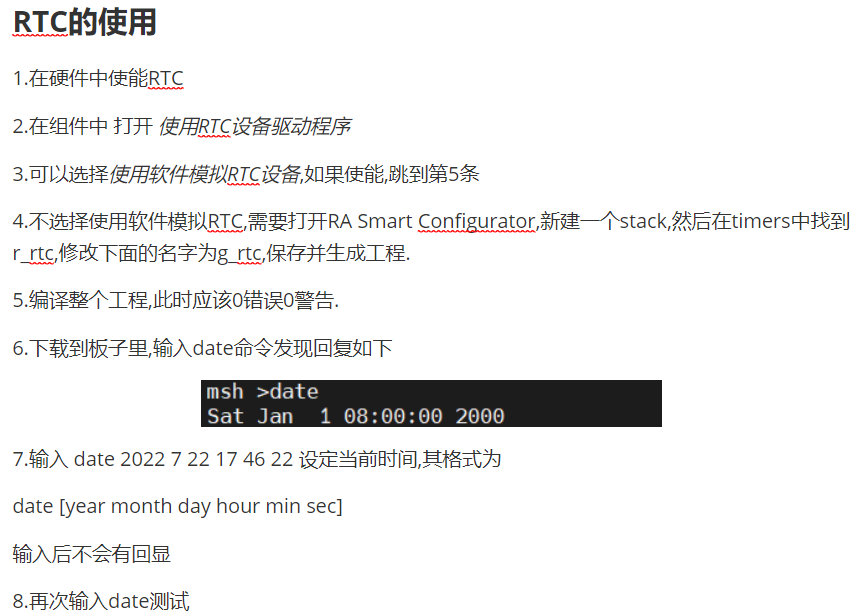 RTC的使用
1.在硬件中使能RTC
2.在组件中 打开 使用RTC设备驱动程序
3.可以选择使用软件模拟RTC设备,如果使能,跳到第5条
4.不选择使用软件模拟RTC,需要打开RA Smart Configurator,新建一个stack,然后在timers中找到
r_rtc,修改下面的名字为g_rtc,保存并生成工程.
5.编译整个工程,此时应该0错误0警告.
6.下载到板子里,输入date命令发现回复如下
msh >date
Sat Jan  1 08:00:00 2000
7.输入 date 2022 7 22 17 46 22 设定当前时间,其格式为
date [year month day hour min sec]
输入后不会有回显
8.再次输入date测试